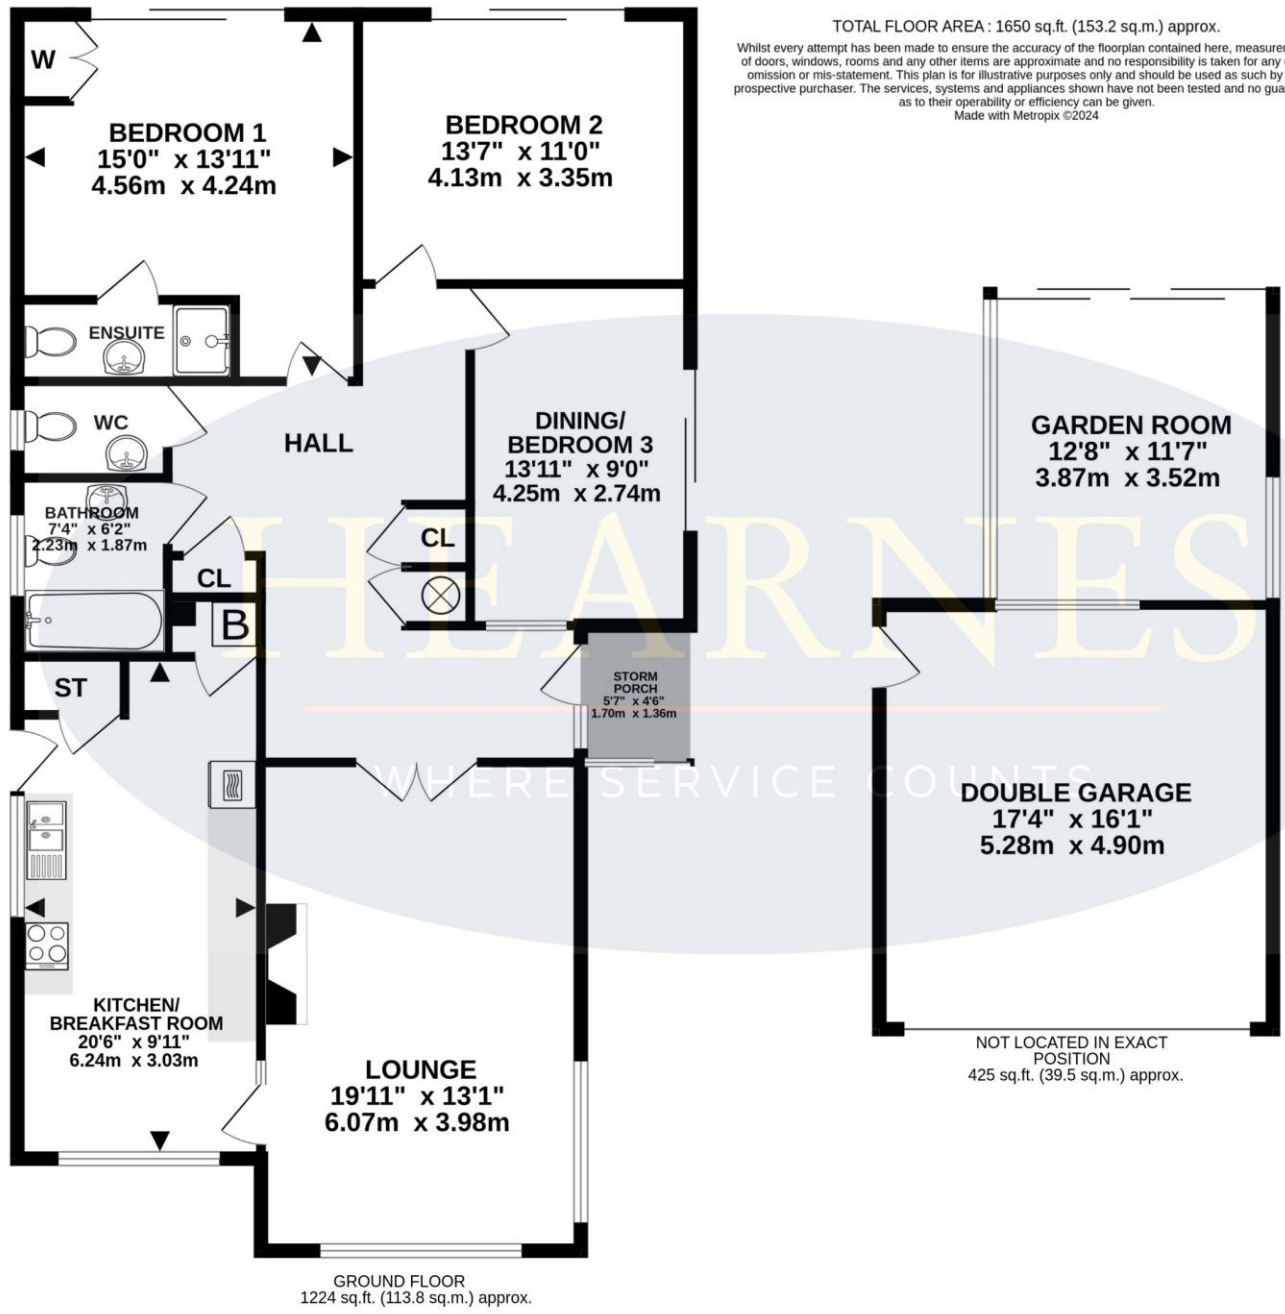 TOTAL FLOOR AREA : 1650 sq.ft. (153.2 sq.m.) approx.
Whilst every attempt has been made to ensure the accuracy of the floorplan contained here,
of doors, windows, rooms and any other items are approximate and no responsibility is taken for any
omission or mis-statement. This plan is for illustrative purposes only and should be used as such by
prospective purchaser. The services, systems and appliances shown have not been tested and no
as to their operability or efficiency can be given.
Made with Metropix ©2024
W
BEDROOM 1
15'0" x 13'11"
4.56m x 4.24m
BEDROOM 2
13'7" x 11'0"
4.13m x 3.35m
ENSUITE
WC
HALL
DINING/
BEDROOM 3
13'11" x 9'0"
4.25m x 2.74m
GARDEN ROOM
12'8" x 11'7"
3.87m x 3.52m
BATHROOM
7'4" x 6'2"
2.23m x 1.87m
CL
CL
B
HEARNES
WHERE SERVICE COUNTS
ST
STORM
PORCH
5'7" x 4'6"
1.70m x 1.36m
DOUBLE GARAGE
17'4" x 16'1"
5.28m x 4.90m
KITCHEN/
BREAKFAST ROOM
20'6" x 9'11"
6.24m x 3.03m
LOUNGE
19'11" x 13'1"
6.07m x 3.98m
NOT LOCATED IN EXACT
POSITION
425 sq.ft. (39.5 sq.m.) approx.
GROUND FLOOR
1224 sq.ft. (113.8 sq.m.) approx.